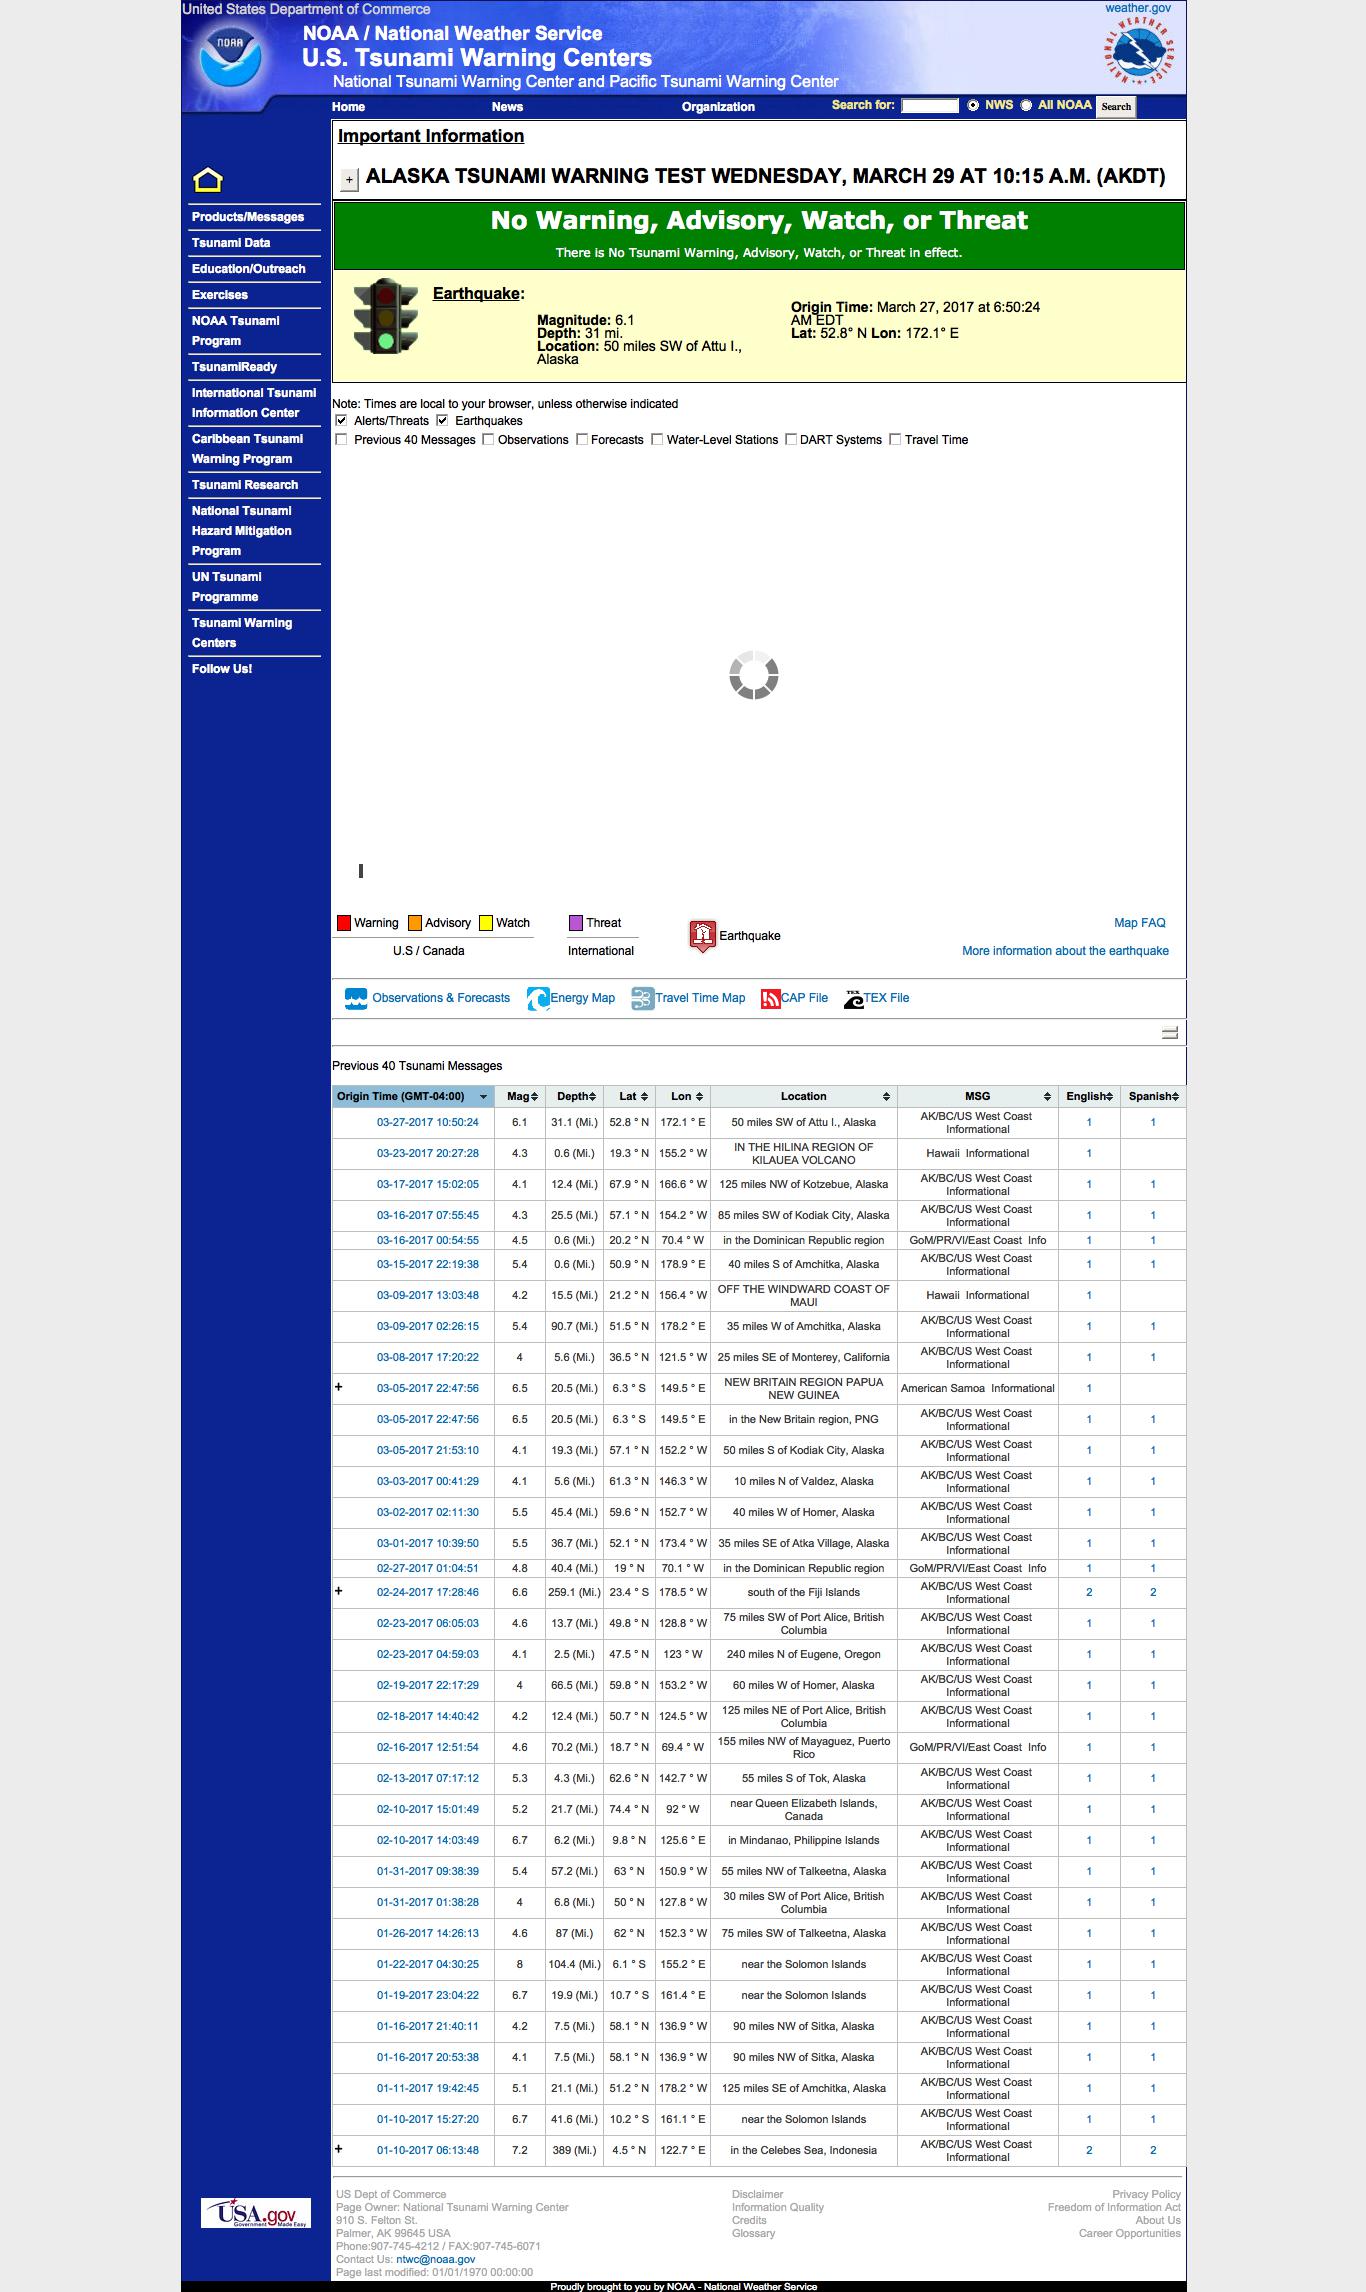 United States Department of Commerce
weather.gov
NOAA
NATIONAL WEATHER SERVICE
NOAA / National Weather Service
U.S. Tsunami Warning Centers
National Tsunami Warning Center and Pacific Tsunami Warning Center
Home News Organization Search for: NWS All NOAA Search
Products/Messages
Tsunami Data
Education/Outreach
Exercises
NOAA Tsunami
Program
TsunamiReady
International Tsunami
Information Center
Caribbean Tsunami
Warning Program
Tsunami Research
National Tsunami
Hazard Mitigation
Program
UN Tsunami
Programme
Tsunami Warning
Centers
Follow Us!
Important Information
+ ALASKA TSUNAMI WARNING TEST WEDNESDAY, MARCH 29 AT 10:15 A.M. (AKDT)
No Warning, Advisory, Watch, or Threat
There is No Tsunami Warning, Advisory, Watch, or Threat in effect.
Earthquake:
Magnitude: 6.1
Depth: 31 mi.
Location: 50 miles SW of Attu I.,
Alaska
Origin Time: March 27, 2017 at 6:50:24
AM EDT
Lat: 52.8° N Lon: 172.1° E
Note: Times are local to your browser, unless otherwise indicated
Alerts/Threats Earthquakes
Previous 40 Messages Observations Forecasts Water-Level Stations DART Systems Travel Time
Warning Advisory Watch Threat Earthquake Map FAQ
U.S / Canada International More information about the earthquake
Observations & Forecasts Energy Map Travel Time Map CAP File TEX TEX File
Previous 40 Tsunami Messages
Origin Time (GMT-04:00) Mag Depth Lat Lon Location MSG English Spanish
03-27-2017 10:50:24 6.1 31.1 (Mi.) 52.8 ° N 172.1 ° E 50 miles SW of Attu I., Alaska AK/BC/US West Coast Informational 1 1
03-23-2017 20:27:28 4.3 0.6 (Mi.) 19.3 ° N 155.2 ° W IN THE HILINA REGION OF KILAUEA VOLCANO Hawaii Informational 1
03-17-2017 15:02:05 4.1 12.4 (Mi.) 67.9 ° N 166.6 ° W 125 miles NW of Kotzebue, Alaska AK/BC/US West Coast Informational 1 1
03-16-2017 07:55:45 4.3 25.5 (Mi.) 57.1 ° N 154.2 ° W 85 miles SW of Kodiak City, Alaska AK/BC/US West Coast Informational 1 1
03-16-2017 00:54:55 4.5 0.6 (Mi.) 20.2 ° N 70.4 ° W in the Dominican Republic region GoM/PR/VI/East Coast Info 1 1
03-15-2017 22:19:38 5.4 0.6 (Mi.) 50.9 ° N 178.9 ° E 40 miles S of Amchitka, Alaska AK/BC/US West Coast Informational 1 1
03-09-2017 13:03:48 4.2 15.5 (Mi.) 21.2 ° N 156.4 ° W OFF THE WINDWARD COAST OF MAUI Hawaii Informational 1
03-09-2017 02:26:15 5.4 90.7 (Mi.) 51.5 ° N 178.2 ° E 35 miles W of Amchitka, Alaska AK/BC/US West Coast Informational 1 1
03-08-2017 17:20:22 4 5.6 (Mi.) 36.5 ° N 121.5 ° W 25 miles SE of Monterey, California AK/BC/US West Coast Informational 1 1
+ 03-05-2017 22:47:56 6.5 20.5 (Mi.) 6.3 ° S 149.5 ° E NEW BRITAIN REGION PAPUA NEW GUINEA American Samoa Informational 1
03-05-2017 22:47:56 6.5 20.5 (Mi.) 6.3 ° S 149.5 ° E in the New Britain region, PNG AK/BC/US West Coast Informational 1 1
03-05-2017 21:53:10 4.1 19.3 (Mi.) 57.1 ° N 152.2 ° W 50 miles S of Kodiak City, Alaska AK/BC/US West Coast Informational 1 1
03-03-2017 00:41:29 4.1 5.6 (Mi.) 61.3 ° N 146.3 ° W 10 miles N of Valdez, Alaska AK/BC/US West Coast Informational 1 1
03-02-2017 02:11:30 5.5 45.4 (Mi.) 59.6 ° N 152.7 ° W 40 miles W of Homer, Alaska AK/BC/US West Coast Informational 1 1
03-01-2017 10:39:50 5.5 36.7 (Mi.) 52.1 ° N 173.4 ° W 35 miles SE of Atka Village, Alaska AK/BC/US West Coast Informational 1 1
02-27-2017 01:04:51 4.8 40.4 (Mi.) 19 ° N 70.1 ° W in the Dominican Republic region GoM/PR/VI/East Coast Info 1 1
+ 02-24-2017 17:28:46 6.6 259.1 (Mi.) 23.4 ° S 178.5 ° W south of the Fiji Islands AK/BC/US West Coast Informational 2 2
02-23-2017 06:05:03 4.6 13.7 (Mi.) 49.8 ° N 128.8 ° W 75 miles SW of Port Alice, British Columbia AK/BC/US West Coast Informational 1 1
02-23-2017 04:59:03 4.1 2.5 (Mi.) 47.5 ° N 123 ° W 240 miles N of Eugene, Oregon AK/BC/US West Coast Informational 1 1
02-19-2017 22:17:29 4 66.5 (Mi.) 59.8 ° N 153.2 ° W 60 miles W of Homer, Alaska AK/BC/US West Coast Informational 1 1
02-18-2017 14:40:42 4.2 12.4 (Mi.) 50.7 ° N 124.5 ° W 125 miles NE of Port Alice, British Columbia AK/BC/US West Coast Informational 1 1
02-16-2017 12:51:54 4.6 70.2 (Mi.) 18.7 ° N 69.4 ° W 155 miles NW of Mayaguez, Puerto Rico GoM/PR/VI/East Coast Info 1 1
02-13-2017 07:17:12 5.3 4.3 (Mi.) 62.6 ° N 142.7 ° W 55 miles S of Tok, Alaska AK/BC/US West Coast Informational 1 1
02-10-2017 15:01:49 5.2 21.7 (Mi.) 74.4 ° N 92 ° W near Queen Elizabeth Islands, Canada AK/BC/US West Coast Informational 1 1
02-10-2017 14:03:49 6.7 6.2 (Mi.) 9.8 ° N 125.6 ° E in Mindanao, Philippine Islands AK/BC/US West Coast Informational 1 1
01-31-2017 09:38:39 5.4 57.2 (Mi.) 63 ° N 150.9 ° W 55 miles NW of Talkeetna, Alaska AK/BC/US West Coast Informational 1 1
01-31-2017 01:38:28 4 6.8 (Mi.) 50 ° N 127.8 ° W 30 miles SW of Port Alice, British Columbia AK/BC/US West Coast Informational 1 1
01-26-2017 14:26:13 4.6 87 (Mi.) 62 ° N 152.3 ° W 75 miles SW of Talkeetna, Alaska AK/BC/US West Coast Informational 1 1
01-22-2017 04:30:25 8 104.4 (Mi.) 6.1 ° S 155.2 ° E near the Solomon Islands AK/BC/US West Coast Informational 1 1
01-19-2017 23:04:22 6.7 19.9 (Mi.) 10.7 ° S 161.4 ° E near the Solomon Islands AK/BC/US West Coast Informational 1 1
01-16-2017 21:40:11 4.2 7.5 (Mi.) 58.1 ° N 136.9 ° W 90 miles NW of Sitka, Alaska AK/BC/US West Coast Informational 1 1
01-16-2017 20:53:38 4.1 7.5 (Mi.) 58.1 ° N 136.9 ° W 90 miles NW of Sitka, Alaska AK/BC/US West Coast Informational 1 1
01-11-2017 19:42:45 5.1 21.1 (Mi.) 51.2 ° N 178.2 ° W 125 miles SE of Amchitka, Alaska AK/BC/US West Coast Informational 1 1
01-10-2017 15:27:20 6.7 41.6 (Mi.) 10.2 ° S 161.1 ° E near the Solomon Islands AK/BC/US West Coast Informational 1 1
+ 01-10-2017 06:13:48 7.2 389 (Mi.) 4.5 ° N 122.7 ° E in the Celebes Sea, Indonesia AK/BC/US West Coast Informational 2 2
USA.gov
Government Made Easy
US Dept of Commerce
Page Owner: National Tsunami Warning Center
910 S. Felton St.
Palmer, AK 99645 USA
Phone:907-745-4212 / FAX:907-745-6071
Contact Us: ntwc@noaa.gov
Page last modified: 01/01/1970 00:00:00
Disclaimer
Information Quality
Credits
Glossary
Privacy Policy
Freedom of Information Act
About Us
Career Opportunities
Proudly brought to you by NOAA - National Weather Service